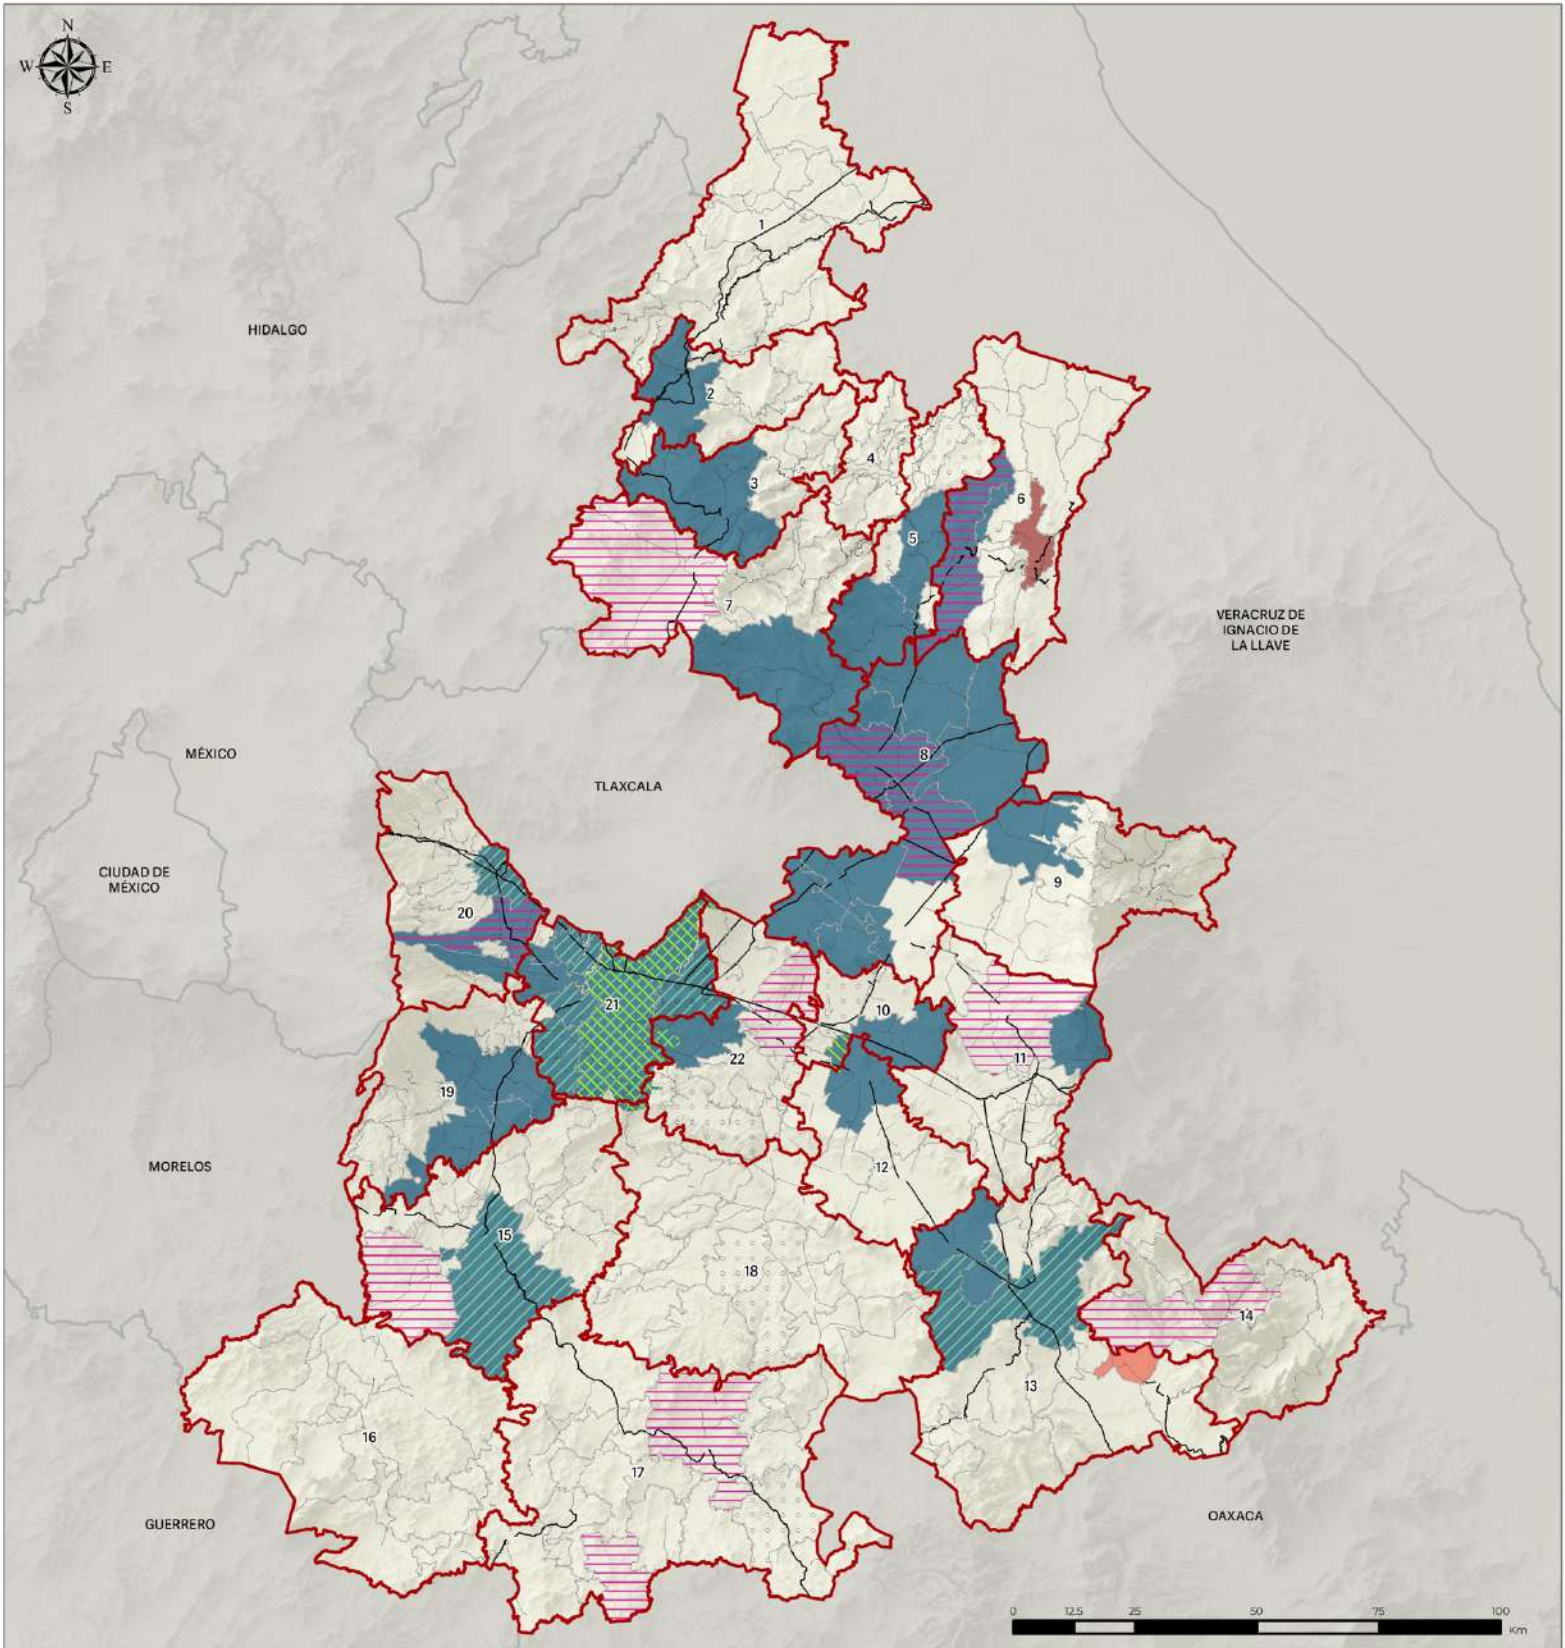 N
W E
S
1
HIDALGO
2
4
3
6
5
7
VERACRUZ DE
IGNACIO DE
LA LLAVE
MÉXICO
8
TLAXCALA
CIUDAD DE
MÉXICO
9
20
21
10
22
11
19
MORELOS
12
15
18
14
13
16
17
GUERRERO
OAXACA
0 12.5 25 50 75 100
Km